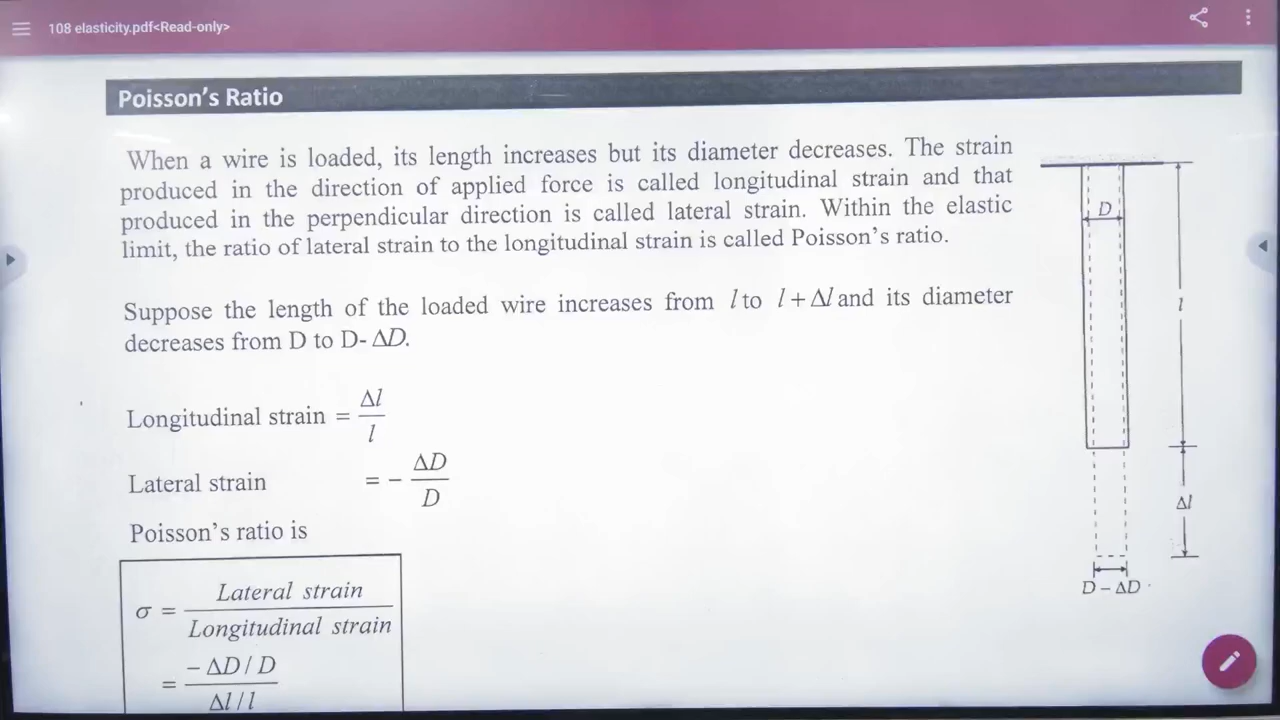 108 elasticity.pdf<Read-only>
Poisson's Ratio
When a wire is loaded, its length increases but its diameter decreases. The strain
produced in the direction of applied force is called longitudinal strain and that
produced in the perpendicular direction is called lateral strain. Within the elastic
limit, the ratio of lateral strain to the longitudinal strain is called Poisson's ratio.
Suppose the length of the loaded wire increases from l to l + Δl and its diameter
decreases from D to D- ΔD.
Longitudinal strain = Δl / l
Lateral strain = - ΔD / D
Poisson's ratio is
σ = Lateral strain / Longitudinal strain
= - ΔD / D / Δl / l
D
l
Δl
D – ΔD